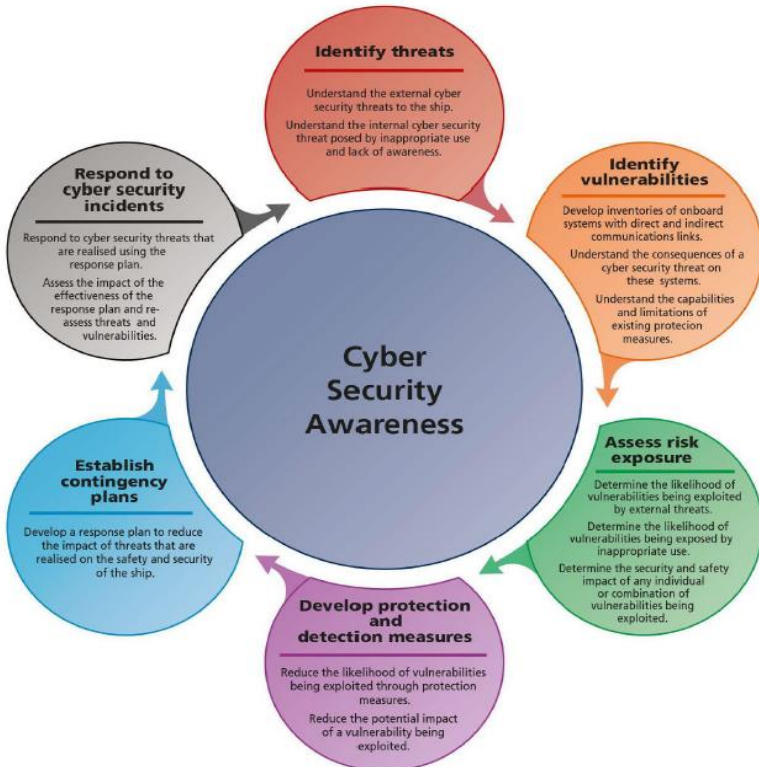 Identify threats
Understand the external cyber
security threats to the ship.
Understand the internal cyber security
threat posed by inappropriate use
and lack of awareness.
Identify
vulnerabilities
Develop inventories of onboard
systems with direct and indirect
communications links.
Understand the consequences of a
cyber security threat on
these systems.
Understand the capabilities
and limitations of
existing protecion
measures.
Assess risk
exposure
Determine the likelihood of
vulnerabilities being exploited
by external threats.
Determine the likelihood of
vulnerabilities being exposed by
inappropriate use.
Determine the security and safety
impact of any individual
or combination of
vulnerabilities being
exploited.
Develop protection
and
detection measures
Reduce the likelihood of vulnerabilities
being exploited through protection
measures.
Reduce the potential impact
of a vulnerability being
exploited.
Establish
contingency
plans
Develop a response plan to reduce
the impact of threats that are
realised on the safety and security
of the ship.
Respond to
cyber security
incidents
Respond to cyber security threats that
are realised using the
response plan.
Assess the impact of the
effectiveness of the
response plan and re-
assess threats and
vulnerabilities.
Cyber
Security
Awareness